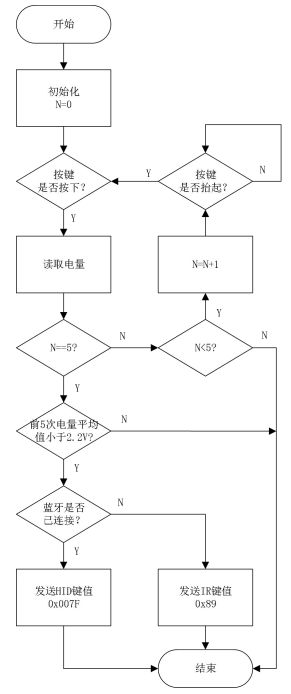 开始
初始化
N=0
按键
是否按下?
Y
按键
是否抬起?
N
Y
读取电量
N=N+1
Y
N==5?
N
N<5?
N
Y
前5次电量平均
值小于2.2V?
N
Y
蓝牙是否
已连接?
N
Y
发送HID键值
0x007F
发送IR键值
0x89
结束